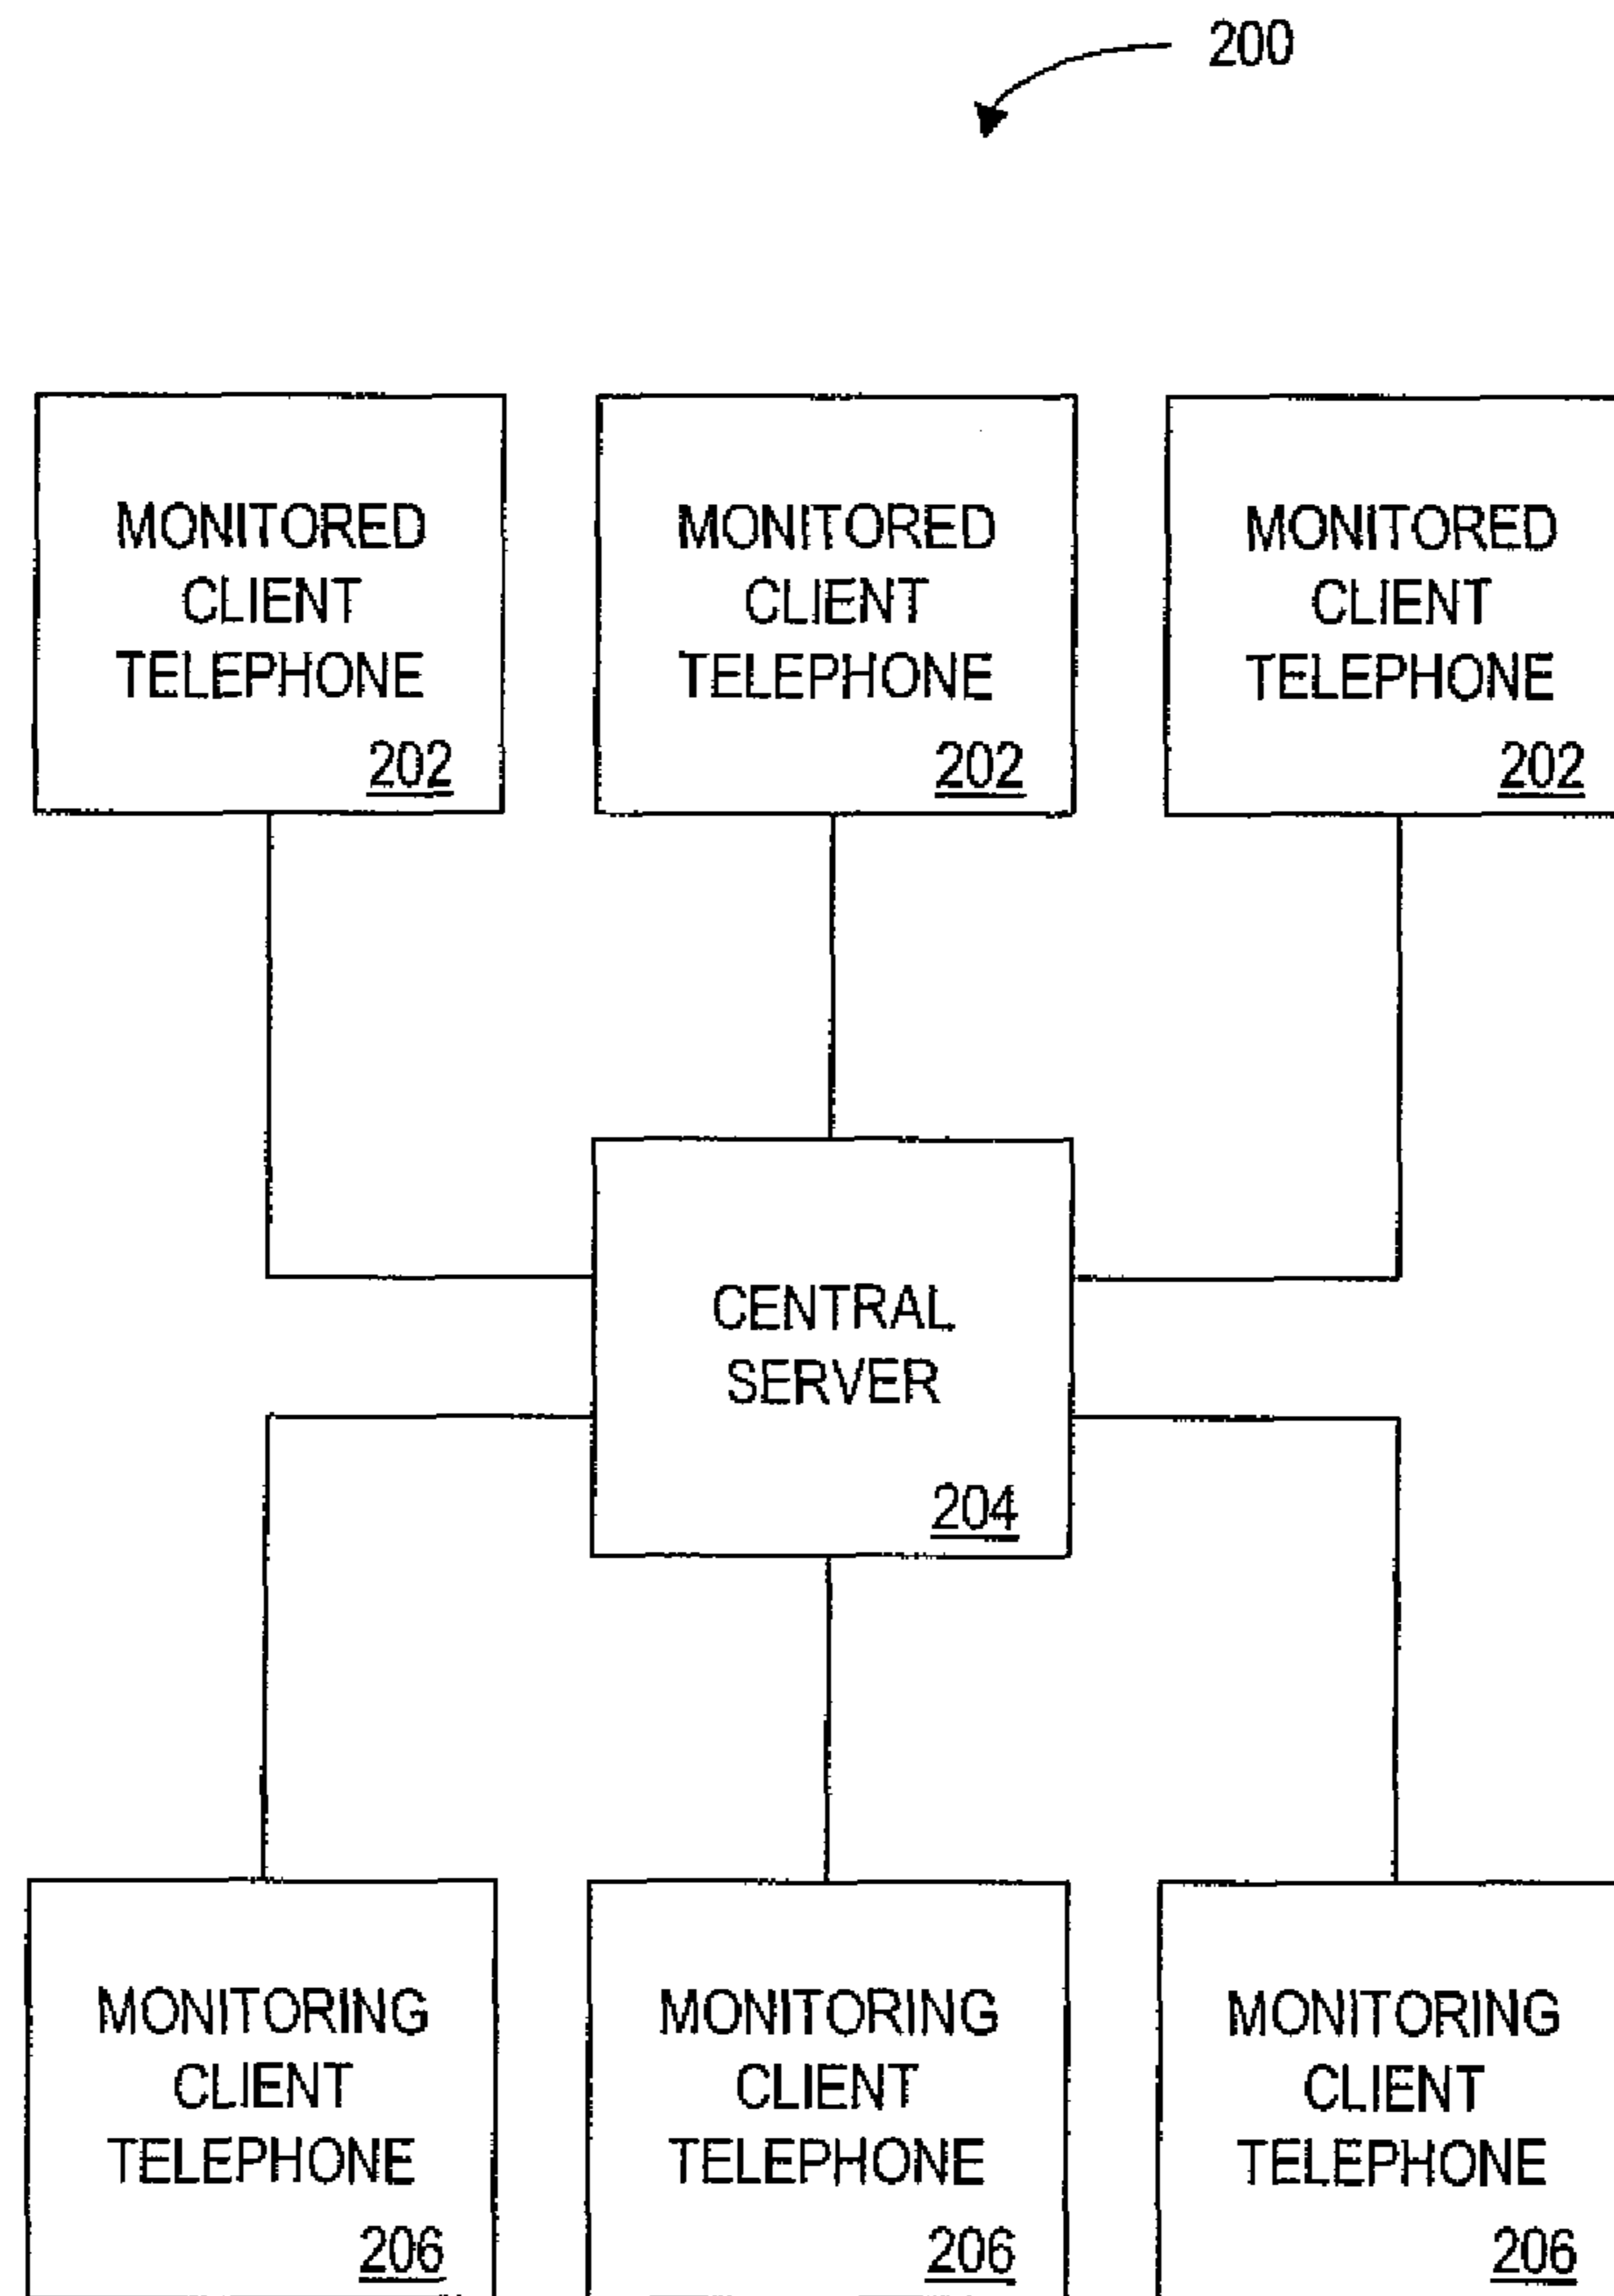 200
MONITORED
CLIENT
TELEPHONE
202
MONITORED
CLIENT
TELEPHONE
202
MONITORED
CLIENT
TELEPHONE
202
CENTRAL
SERVER
204
MONITORING
CLIENT
TELEPHONE
206
MONITORING
CLIENT
TELEPHONE
206
MONITORING
CLIENT
TELEPHONE
206